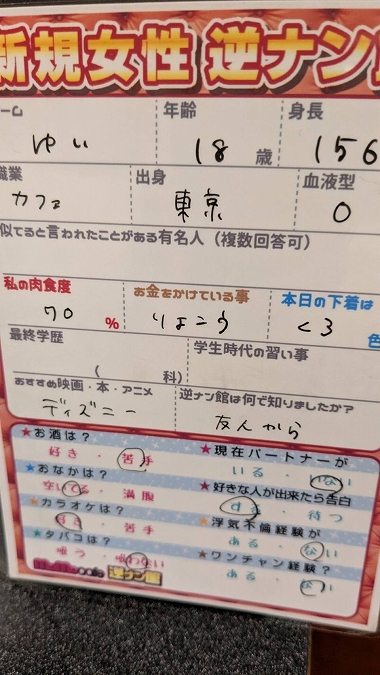 新規女性 逆ナン館
ーム 年齢 身長
ゆい 18 歳 156
職業 出身 血液型
カフェ 東京 O
似てると言われたことがある有名人(複数回答可)
私の肉食度 お金をかけている事 本日の下着は
70 % りょこう くろ 色
最終学歴 学生時代の習い事
( 科)
おすすめ映画・本・アニメ 逆ナン館は何で知りましたか?
ディズニー 友人から
★お酒は? ★現在パートナーが
好き・苦手 いる・いない
★おなかは? ★好きな人が出来たら告白
空いてる・満腹 する・待つ
★カラオケは? ★浮気不倫経験が
好き・苦手 ある・ない
★タバコは? ★ワンチャン経験?
吸う・吸わない ある・ない
逆ナン館